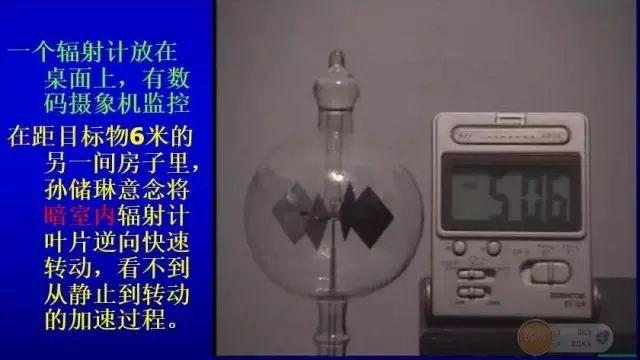 一个辐射计放在
桌面上，有数
码摄象机监控
在距目标物6米的
另一间房子里，
孙储琳意念将
暗室内辐射计
叶片逆向快速
转动，看不到
从静止到转动
的加速过程。
5:06